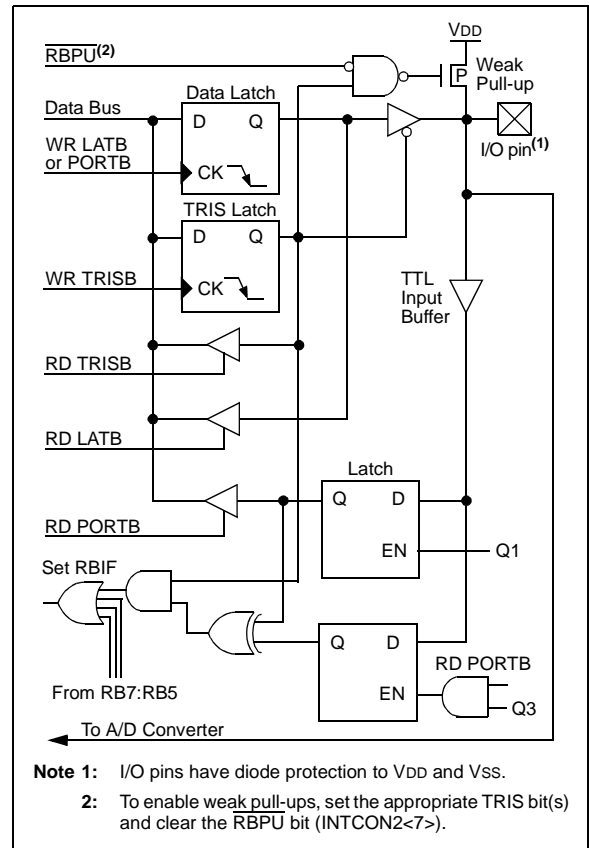 VDD
RBPU(2)
Weak
Pull-up
P
Data Bus
Data Latch
D Q
I/O pin(1)
WR LATB
or PORTB
CK
TRIS Latch
D Q
WR TRISB
CK
TTL
Input
Buffer
RD TRISB
RD LATB
Latch
Q D
RD PORTB
EN
Q1
Set RBIF
Q D
RD PORTB
EN
Q3
From RB7:RB5
To A/D Converter
Note 1: I/O pins have diode protection to VDD and VSS.
2: To enable weak pull-ups, set the appropriate TRIS bit(s)
and clear the RBPU bit (INTCON2<7>).